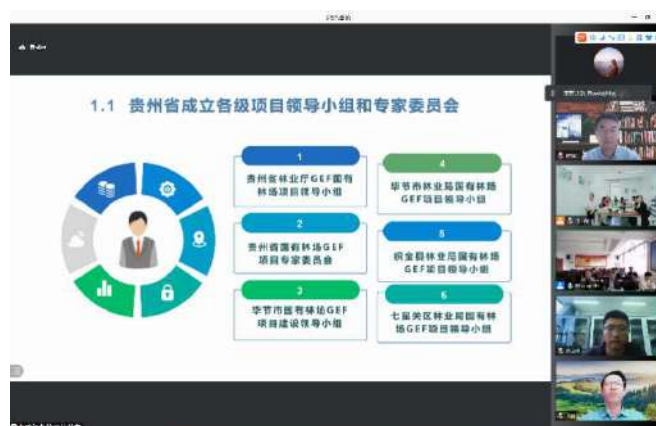 1.1 贵州省成立各级项目领导小组和专家委员会
1
贵州省林业厅GEF国有
林场项目领导小组
2
贵州省国有林场GEF
项目专家委员会
3
毕节市国有林场GEF
项目建设领导小组
4
毕节市林业局国有林场
GEF项目领导小组
5
织金县林业局国有林场
GEF项目领导小组
6
七星关区林业局国有林
场GEF项目领导小组